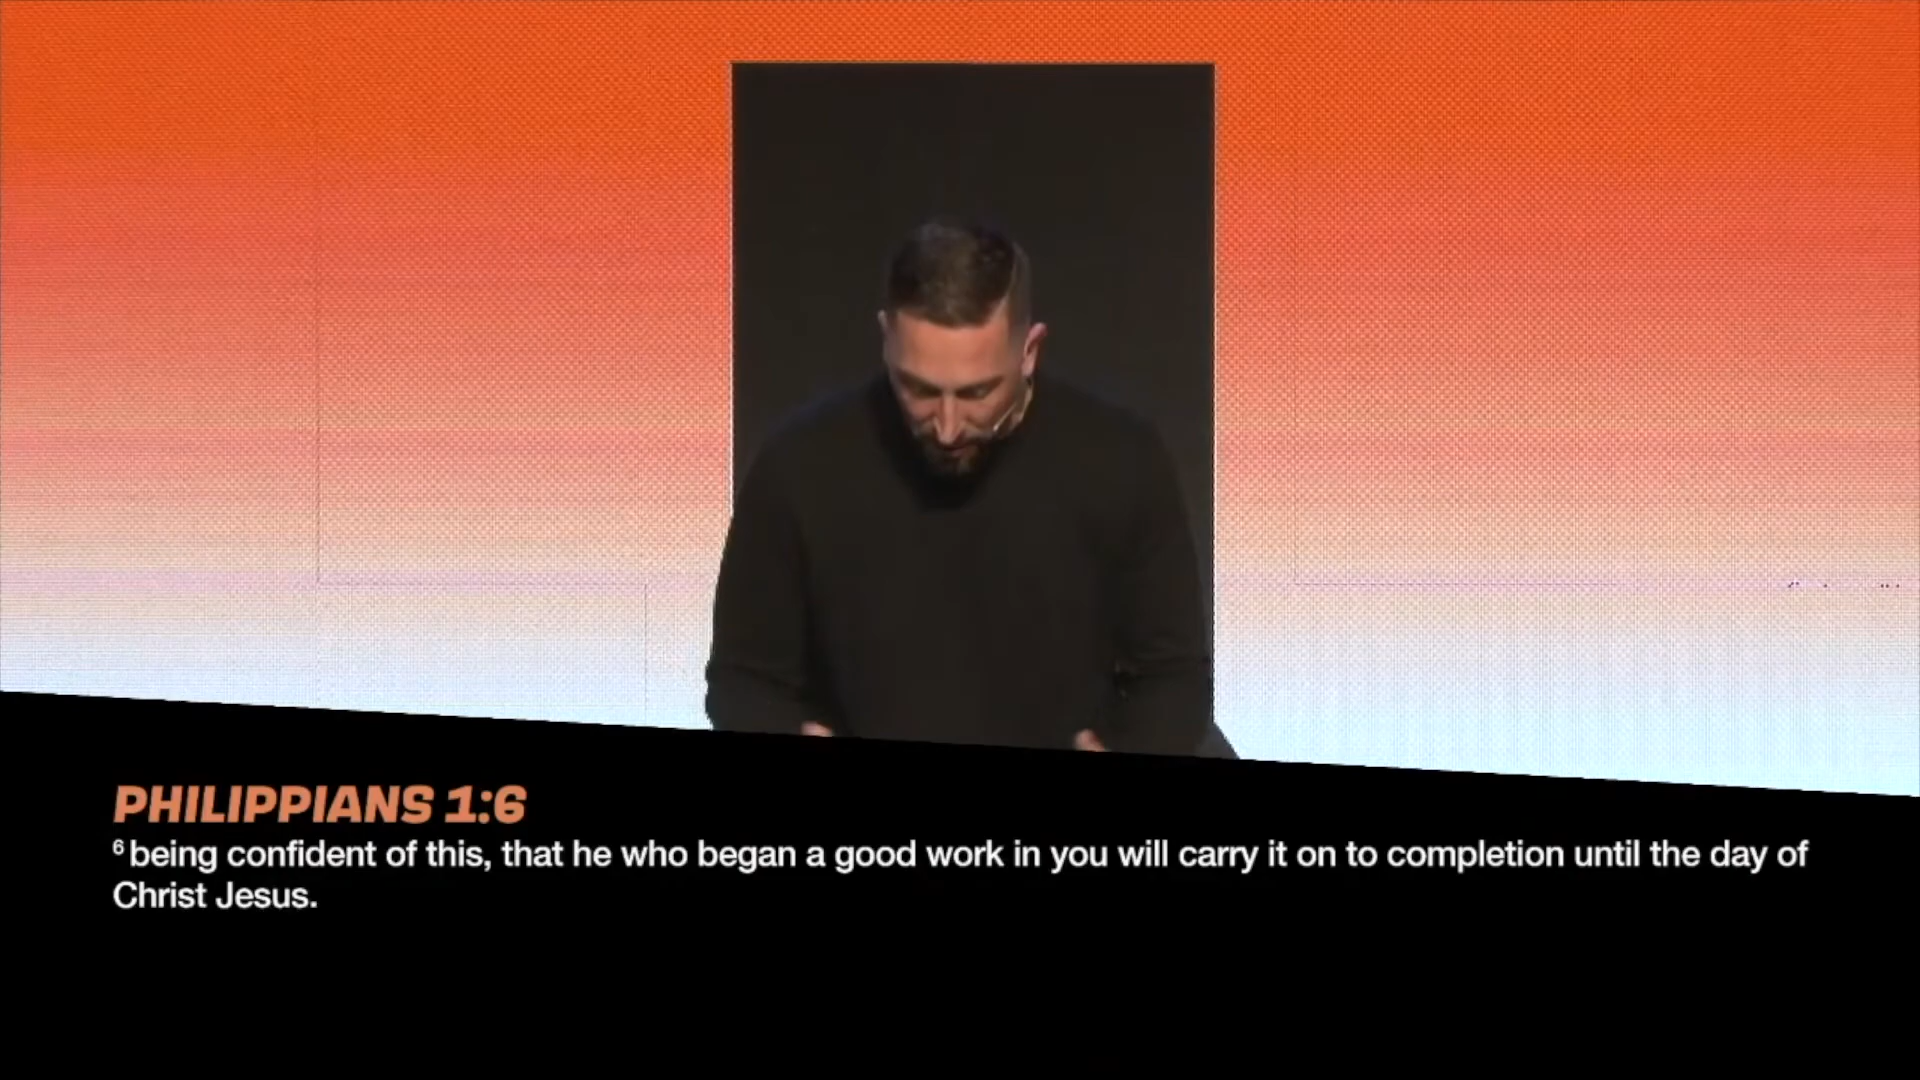 PHILIPPIANS 1:6
⁶ being confident of this, that he who began a good work in you will carry it on to completion until the day of
Christ Jesus.